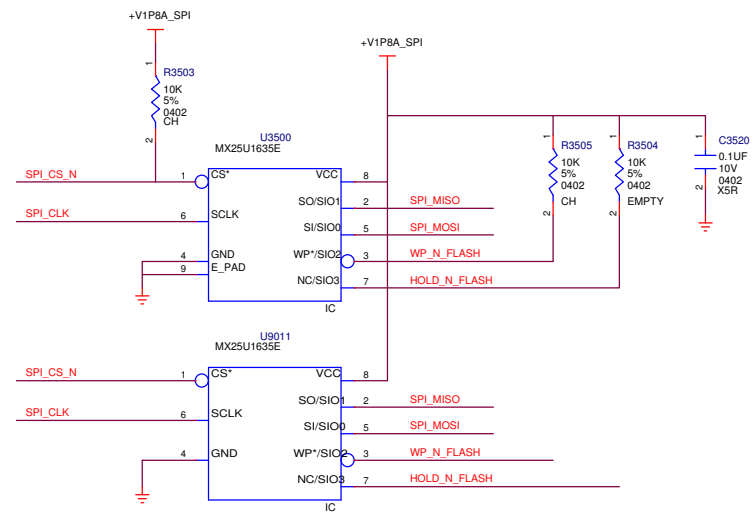 +V1P8A_SPI
+V1P8A_SPI
1
R3503
10K
5%
0402
CH
2
U3500
MX25U1635E
SPI_CS_N
1
CS*
VCC
8
SPI_CLK
6
SCLK
SO/SIO1
2
SPI_MISO
SI/SIO0
5
SPI_MOSI
4
GND
WP*/SIO2
3
WP_N_FLASH
9
E_PAD
NC/SIO3
7
HOLD_N_FLASH
IC
1
R3505
10K
5%
0402
CH
2
1
R3504
10K
5%
0402
EMPTY
2
1
C3520
0.1UF
10V
0402
X5R
2
U9011
MX25U1635E
SPI_CS_N
1
CS*
VCC
8
SPI_CLK
6
SCLK
SO/SIO1
2
SPI_MISO
SI/SIO0
5
SPI_MOSI
4
GND
WP*/SIO2
3
WP_N_FLASH
NC/SIO3
7
HOLD_N_FLASH
IC